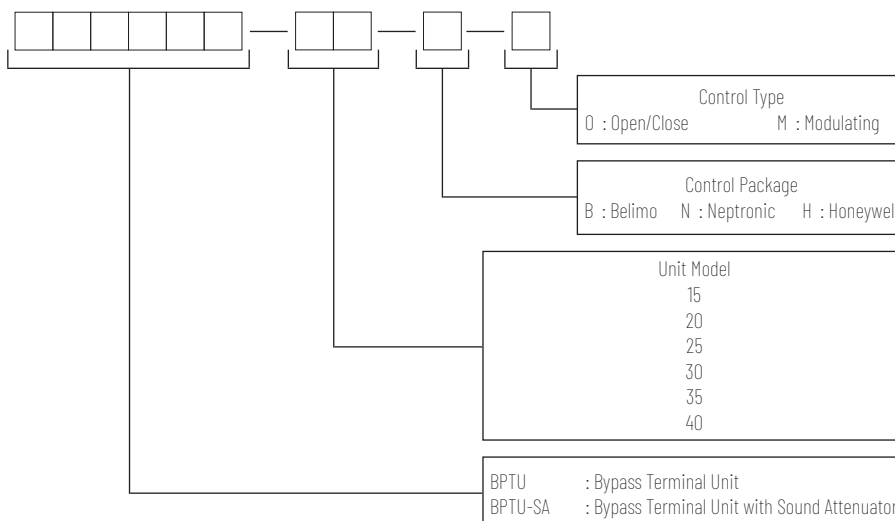 Control Type
O : Open/Close M : Modulating
Control Package
B : Belimo N : Neptronic H : Honeywel
Unit Model
15
20
25
30
35
40
BPTU : Bypass Terminal Unit
BPTU-SA : Bypass Terminal Unit with Sound Attenuator